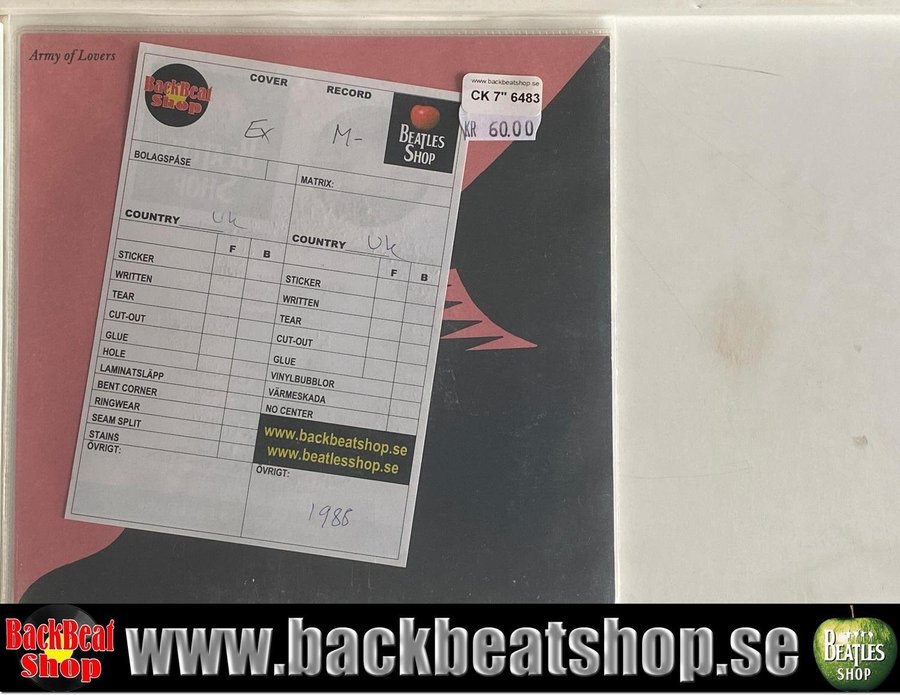 Army of Lovers
BackBeat
Shop
COVER
RECORD
Ex
M-
BEATLES
SHOP
www.backbeatshop.se
CK 7" 6483
KR 60.00
BOLAGSPÅSE
MATRIX:
COUNTRY Uk
COUNTRY Uk
F B
F B
STICKER
WRITTEN
TEAR
CUT-OUT
GLUE
HOLE
LAMINATSLÄPP
BENT CORNER
RINGWEAR
SEAM SPLIT
STAINS
ÖVRIGT:
STICKER
WRITTEN
TEAR
CUT-OUT
GLUE
VINYLBUBBLOR
VÄRMESKADA
NO CENTER
www.backbeatshop.se
www.beatlesshop.se
ÖVRIGT:
BackBeat
Shop
www.backbeatshop.se
BEATLES
SHOP